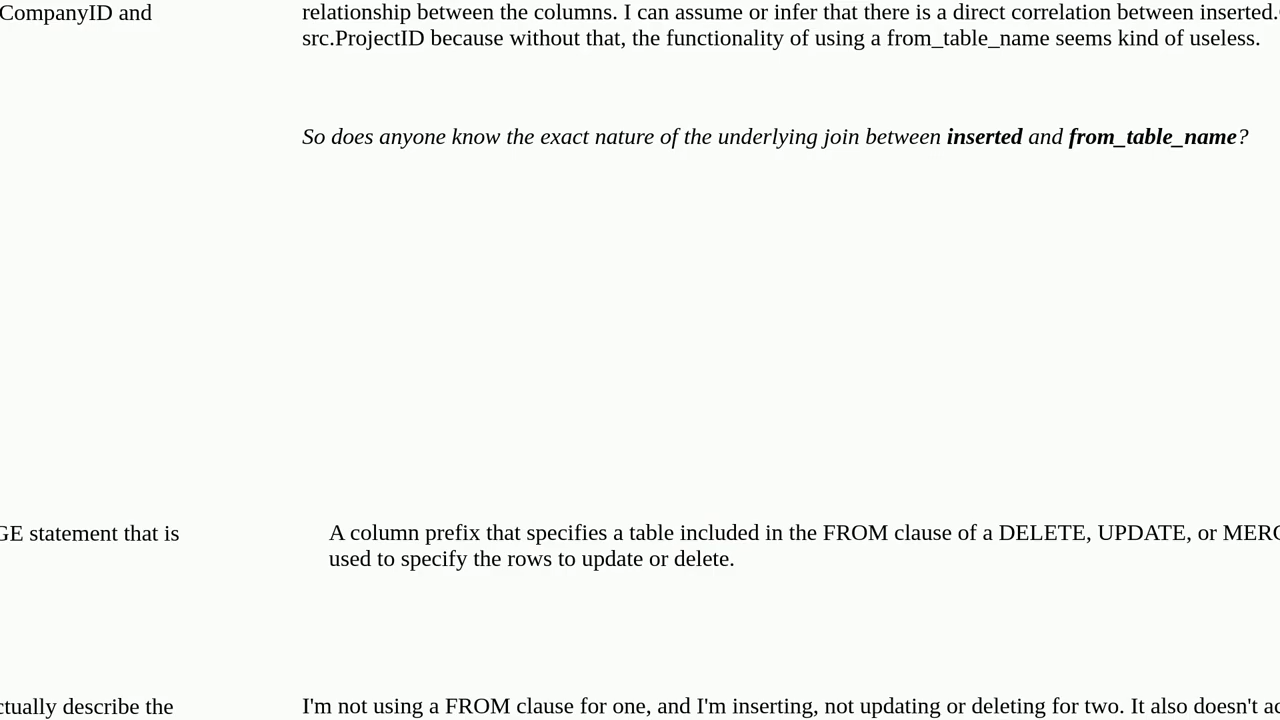 CompanyID and
relationship between the columns. I can assume or infer that there is a direct correlation between inserted.
src.ProjectID because without that, the functionality of using a from_table_name seems kind of useless.
So does anyone know the exact nature of the underlying join between inserted and from_table_name?
GE statement that is
A column prefix that specifies a table included in the FROM clause of a DELETE, UPDATE, or MERG
used to specify the rows to update or delete.
ctually describe the
I'm not using a FROM clause for one, and I'm inserting, not updating or deleting for two. It also doesn't ac